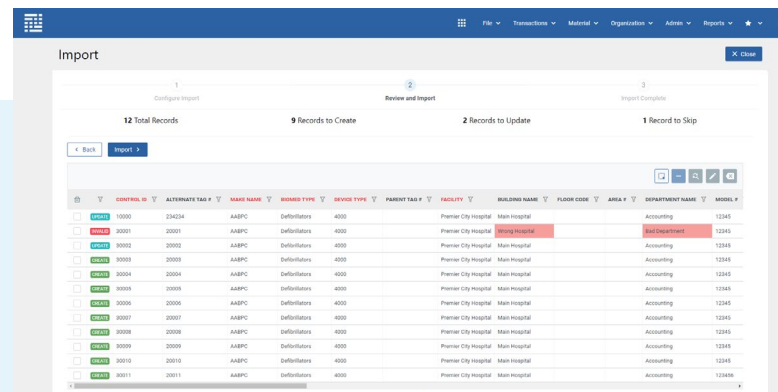 File Transactions Material Organization Admin Reports
Import
X Close
1 2 3
Configure Import Review and Import Import Complete
12 Total Records 9 Records to Create 2 Records to Update 1 Record to Skip
< Back Import >
CONTROL ID ALTERNATE TAG # MAKE NAME BIOMED TYPE DEVICE TYPE PARENT TAG # FACILITY BUILDING NAME FLOOR CODE AREA # DEPARTMENT NAME MODEL #
UPDATE 10000 234234 AABPC Defibrillators 4000 Premier City Hospital Main Hospital Accounting 12345
INVALID 30001 20001 AABPC Defibrillators 4000 Premier City Hospital Wrong Hospital Bad Department 12345
UPDATE 30002 20002 AABPC Defibrillators 4000 Premier City Hospital Main Hospital Accounting 12345
CREATE 30003 20003 AABPC Defibrillators 4000 Premier City Hospital Main Hospital Accounting 12345
CREATE 30004 20004 AABPC Defibrillators 4000 Premier City Hospital Main Hospital Accounting 12345
CREATE 30005 20005 AABPC Defibrillators 4000 Premier City Hospital Main Hospital Accounting 12345
CREATE 30006 20006 AABPC Defibrillators 4000 Premier City Hospital Main Hospital Accounting 12345
CREATE 30007 20007 AABPC Defibrillators 4000 Premier City Hospital Main Hospital Accounting 12345
CREATE 30008 20008 AABPC Defibrillators 4000 Premier City Hospital Main Hospital Accounting 12345
CREATE 30009 20009 AABPC Defibrillators 4000 Premier City Hospital Main Hospital Accounting 12345
CREATE 30010 20010 AABPC Defibrillators 4000 Premier City Hospital Main Hospital Accounting 12345
CREATE 30011 20011 AABPC Defibrillators 4000 Premier City Hospital Main Hospital Accounting 123456